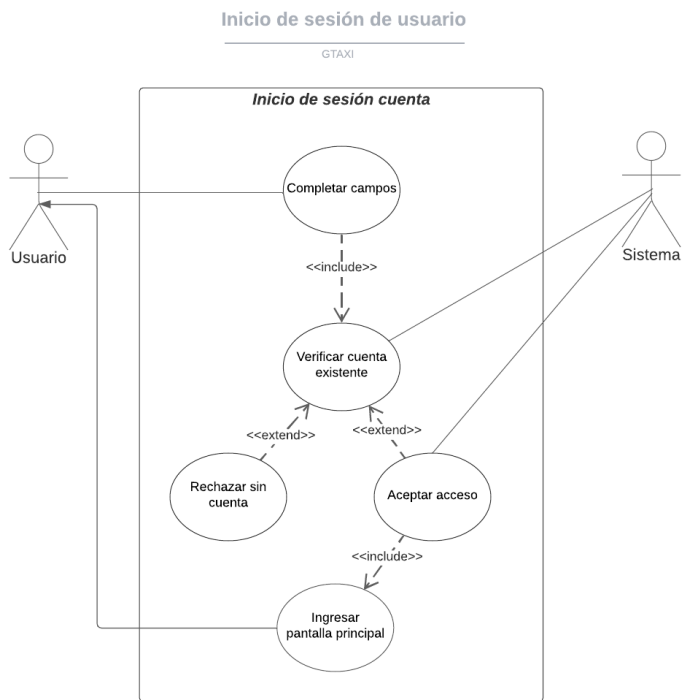 Inicio de sesión de usuario
GTAXI
Inicio de sesión cuenta
Completar campos
Usuario
Sistema
<<include>>
Verificar cuenta
existente
<<extend>>
<<extend>>
Rechazar sin
cuenta
Aceptar acceso
<<include>>
Ingresar
pantalla principal